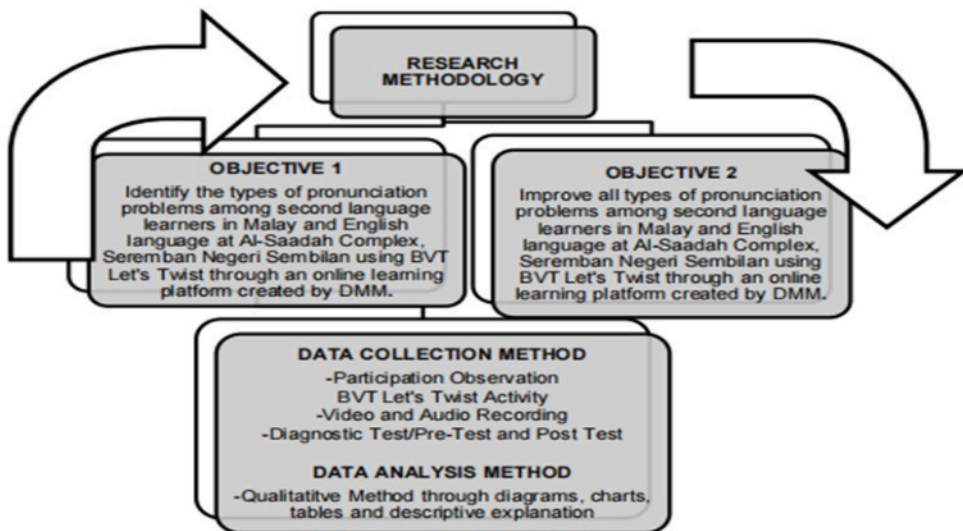 RESEARCH
METHODOLOGY
OBJECTIVE 1
Identify the types of pronunciation
problems among second language
learners in Malay and English
language at Al-Saadah Complex,
Seremban Negeri Sembilan using BVT
Let's Twist through an online learning
platform created by DMM.
OBJECTIVE 2
Improve all types of pronunciation
problems among second language
learners in Malay and English
language at Al-Saadah Complex,
Seremban Negeri Sembilan using
BVT Let's Twist through an online
learning platform created by DMM.
DATA COLLECTION METHOD
-Participation Observation
BVT Let's Twist Activity
-Video and Audio Recording
-Diagnostic Test/Pre-Test and Post Test
DATA ANALYSIS METHOD
-Qualitatitve Method through diagrams, charts,
tables and descriptive explanation